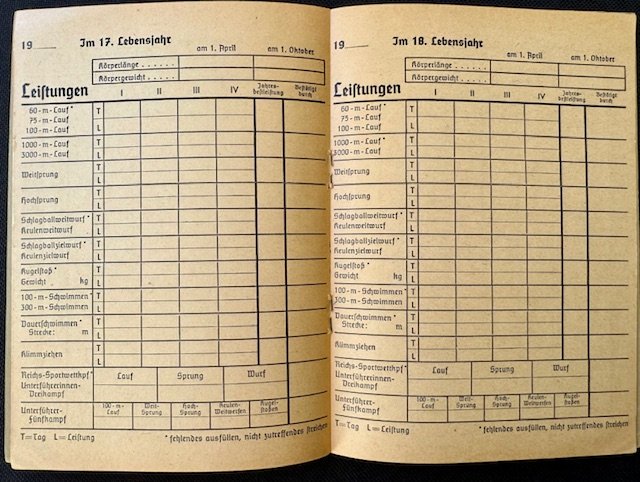 19____ Im 17. Lebensjahr
am 1. April am 1. Oktober
Körperlänge . . . . . .
Körpergewicht . . . . .
Leistungen I II III IV Jahres-bestleistung Bestätigt durch
60-m-Lauf* T
75-m-Lauf
100-m-Lauf L
1000-m-Lauf T
3000-m-Lauf L
Weitsprung T L
Hochsprung T L
Schlagballweitwurf* T
Keulenweitwurf L
Schlagballzielwurf* T
Keulenzielwurf L
Kugelstoß* T
Gewicht kg L
100-m-Schwimmen* T
300-m-Schwimmen L
Dauerschwimmen* T
Strecke: m L
Klimmziehen T L
Reichs-Sportwettkpf* Lauf Sprung Wurf
Unterführerinnen-
Dreikampf
Unterführer- 100-m-Lauf Weit-Sprung Hoch-Sprung Keulen-Weitwerfen Kugel-stoßen
Fünfkampf
T=Tag L=Leistung *fehlendes ausfüllen, nicht zutreffendes streichen
19____ Im 18. Lebensjahr
am 1. April am 1. Oktober
Körperlänge . . . . . .
Körpergewicht . . . . .
Leistungen I II III IV Jahres-bestleistung Bestätigt durch
60-m-Lauf* T
75-m-Lauf
100-m-Lauf L
1000-m-Lauf T
3000-m-Lauf L
Weitsprung T L
Hochsprung T L
Schlagballweitwurf* T
Keulenweitwurf L
Schlagballzielwurf* T
Keulenzielwurf L
Kugelstoß* T
Gewicht kg L
100-m-Schwimmen* T
300-m-Schwimmen L
Dauerschwimmen* T
Strecke: m L
Klimmziehen T L
Reichs-Sportwettkpf* Lauf Sprung Wurf
Unterführerinnen-
Dreikampf
Unterführer- 100-m-Lauf Weit-Sprung Hoch-Sprung Keulen-Weitwerfen Kugel-stoßen
Fünfkampf
T=Tag L=Leistung *fehlendes ausfüllen, nicht zutreffendes streichen